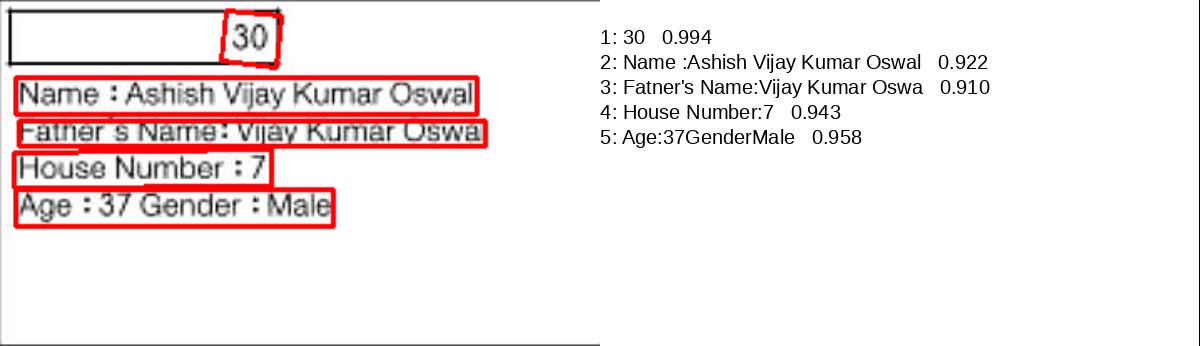 30
Name : Ashish Vijay Kumar Oswal
Father's Name: Vijay Kumar Oswal
House Number : 7
Age : 37 Gender : Male
1: 30 0.994
2: Name :Ashish Vijay Kumar Oswal 0.922
3: Fatner's Name:Vijay Kumar Oswa 0.910
4: House Number:7 0.943
5: Age:37GenderMale 0.958